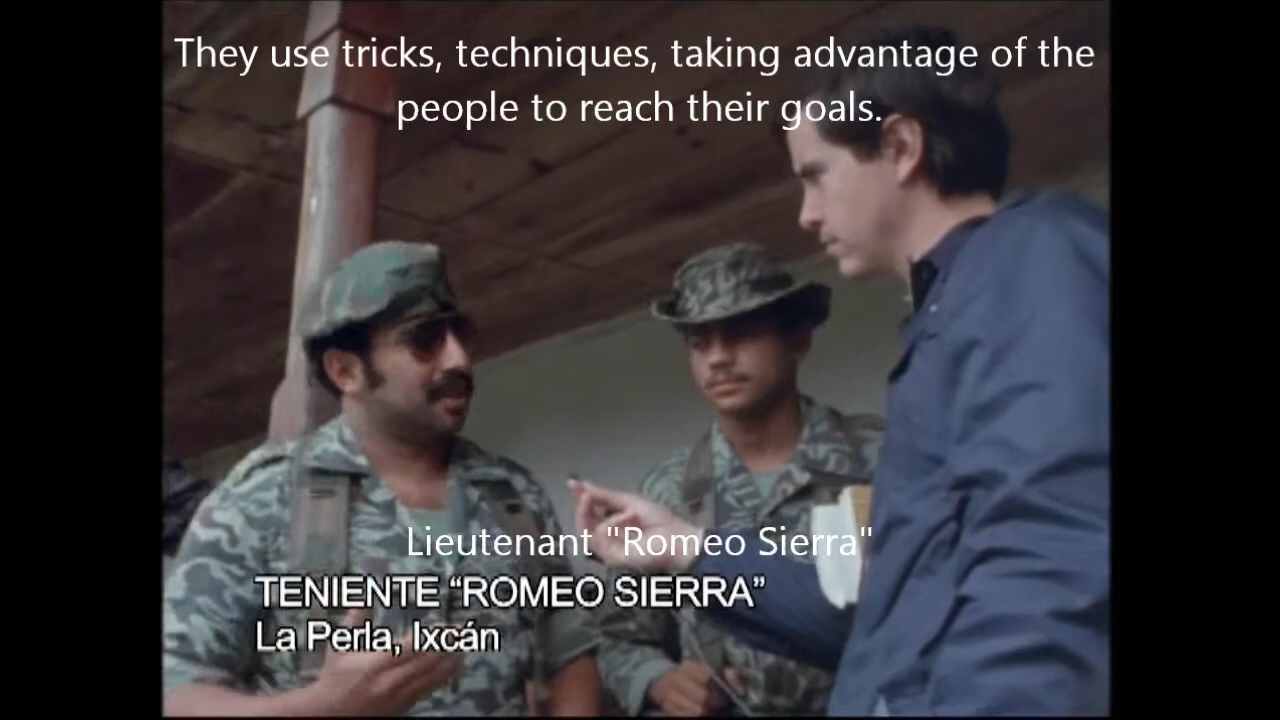 They use tricks, techniques, taking advantage of the
people to reach their goals.
Lieutenant "Romeo Sierra"
TENIENTE “ROMEO SIERRA”
La Perla, Ixcán